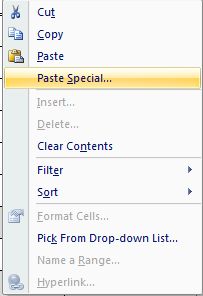 Cut
Copy
Paste
Paste Special...
Insert...
Delete...
Clear Contents
Filter
Sort
Format Cells...
Pick From Drop-down List...
Name a Range...
Hyperlink...